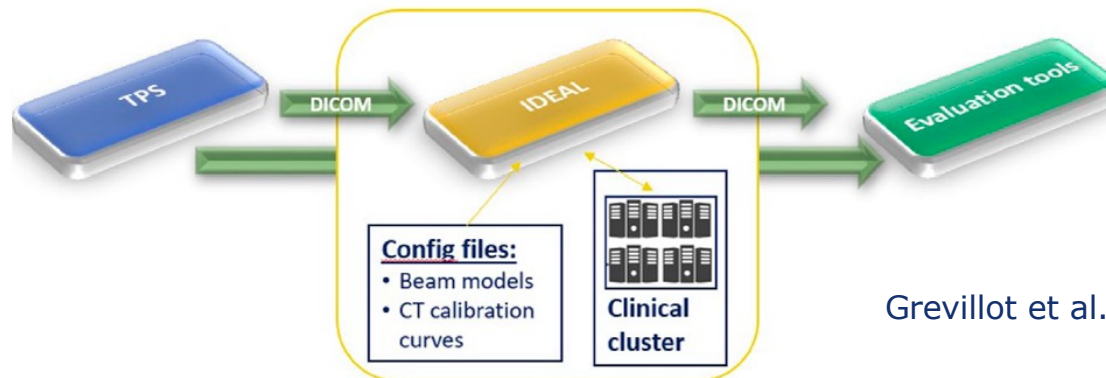 TPS
DICOM
IDEAL
DICOM
Evaluation tools
Config files:
• Beam models
• CT calibration
curves
Clinical
cluster
Grevillot et al.